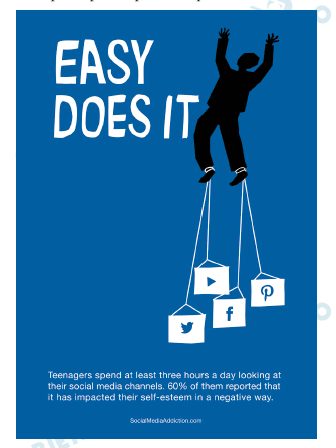 EASY
DOES IT
Teenagers spend at least three hours a day looking at
their social media channels. 60% of them reported that
it has impacted their self-esteem in a negative way.
SocialMediaAddiction.com